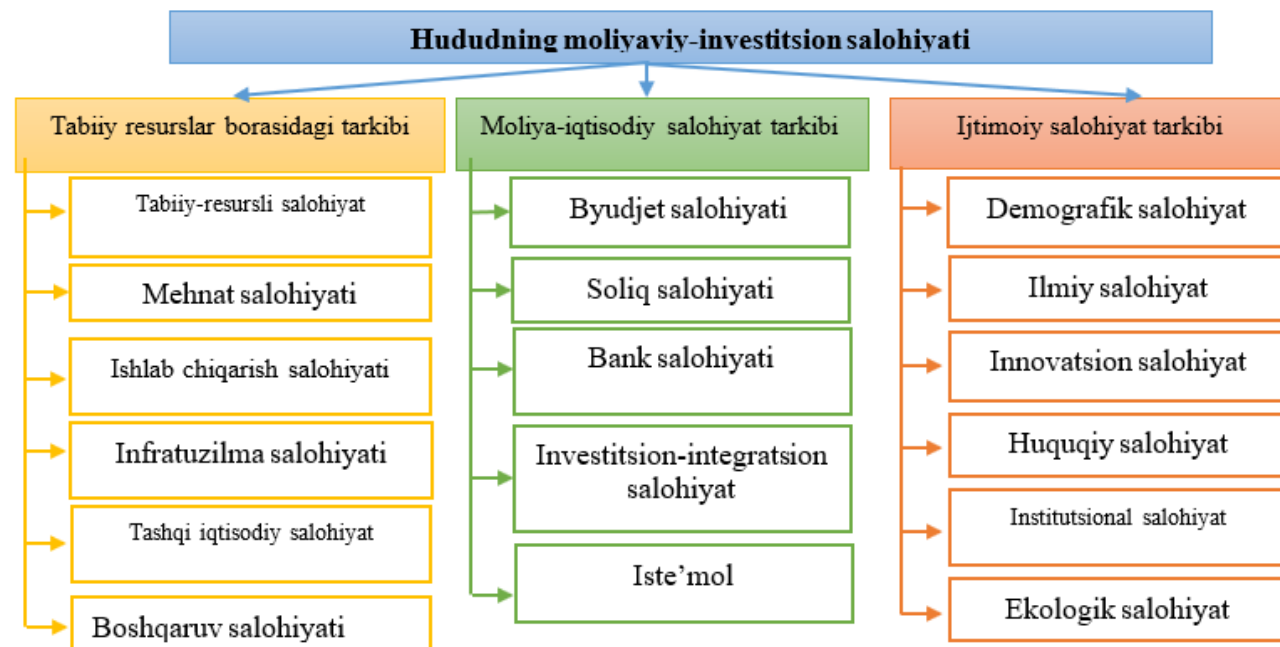 Hududning moliyaviy-investitsion salohiyati
Tabiiy resurslar borasidagi tarkibi
Tabiiy-resursli salohiyat
Mehnat salohiyati
Ishlab chiqarish salohiyati
Infratuzilma salohiyati
Tashqi iqtisodiy salohiyat
Boshqaruv salohiyati
Moliya-iqtisodiy salohiyat tarkibi
Byudjet salohiyati
Soliq salohiyati
Bank salohiyati
Investitsion-integratsion
salohiyat
Iste’mol
Ijtimoiy salohiyat tarkibi
Demografik salohiyat
Ilmiy salohiyat
Innovatsion salohiyat
Huquqiy salohiyat
Institutsional salohiyat
Ekologik salohiyat